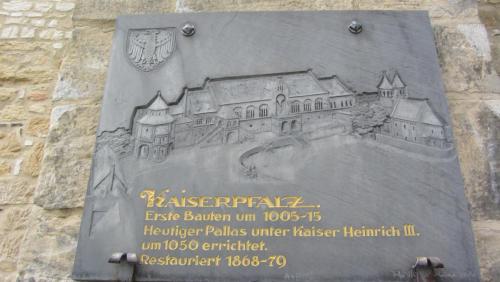 Kaiserpfalz.
Erste Bauten um 1005-15
Heutiger Pallas unter Kaiser Heinrich III.
um 1050 errichtet.
Restauriert 1868-79